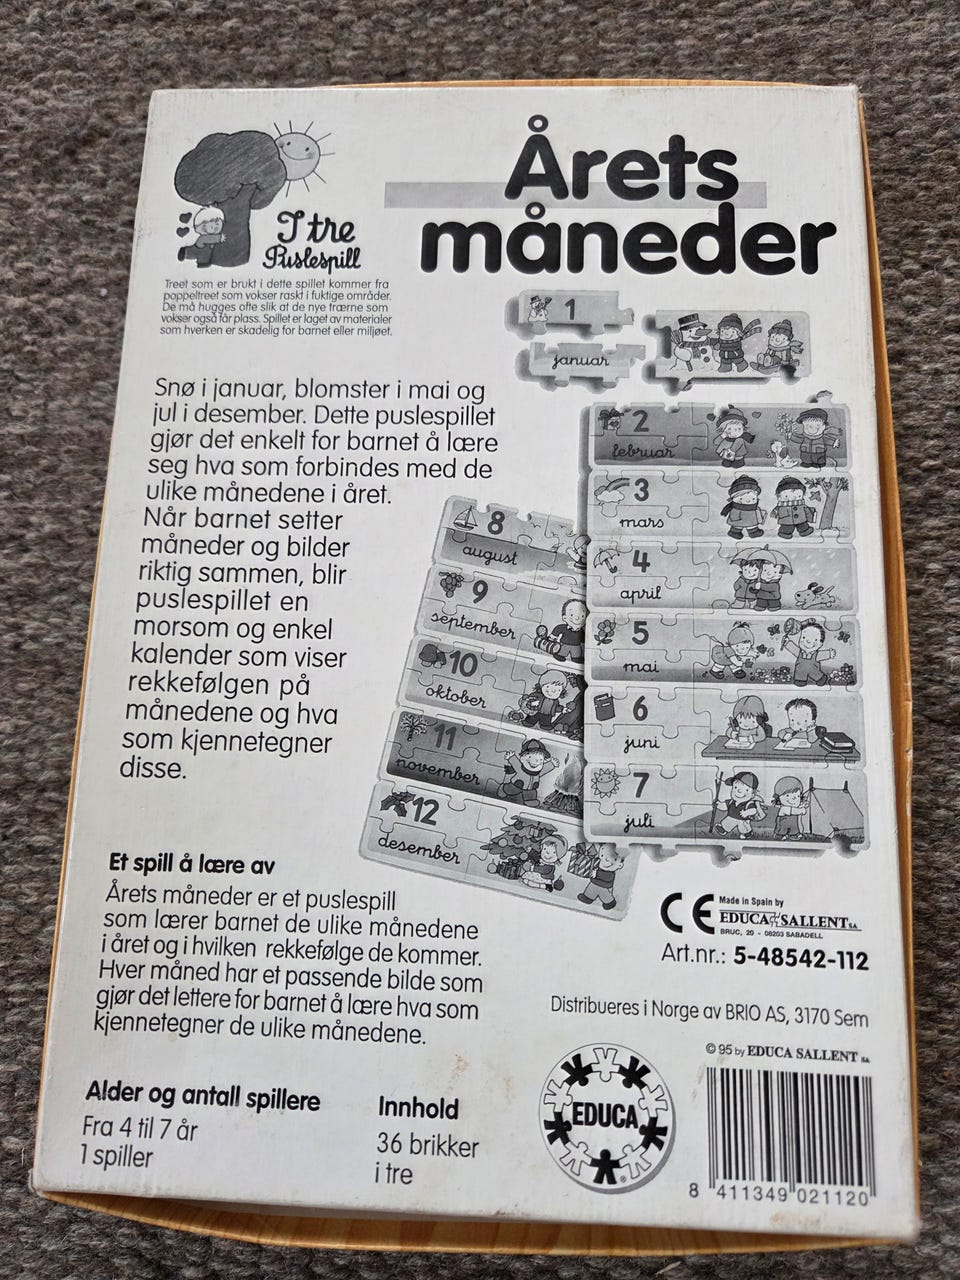 Årets
måneder
I tre
Puslespill
Treet som er brukt i dette spillet kommer fra
poppeltreet som vokser raskt i fuktige områder.
De må hugges ofte slik at de nye trærne som
vokser også får plass. Spillet er laget av materialer
som hverken er skadelig for barnet eller miljøet.
Snø i januar, blomster i mai og
jul i desember. Dette puslespillet
gjør det enkelt for barnet å lære
seg hva som forbindes med de
ulike månedene i året.
Når barnet setter
måneder og bilder
riktig sammen, blir
puslespillet en
morsom og enkel
kalender som viser
rekkefølgen på
månedene og hva
som kjennetegner
disse.
1
januar
2
februar
3
mars
4
april
5
mai
6
juni
7
juli
8
august
9
september
10
oktober
11
november
12
desember
Et spill å lære av
Årets måneder er et puslespill
som lærer barnet de ulike månedene
i året og i hvilken rekkefølge de kommer.
Hver måned har et passende bilde som
gjør det lettere for barnet å lære hva som
kjennetegner de ulike månedene.
CE
Made in Spain by
EDUCA SALLENT SA
BRUC, 20 - 08203 SABADELL
Art.nr.: 5-48542-112
Distribueres i Norge av BRIO AS, 3170 Sem
© 95 by EDUCA SALLENT SA
Alder og antall spillere
Fra 4 til 7 år
1 spiller
Innhold
36 brikker
i tre
EDUCA
®
8 411349 021120